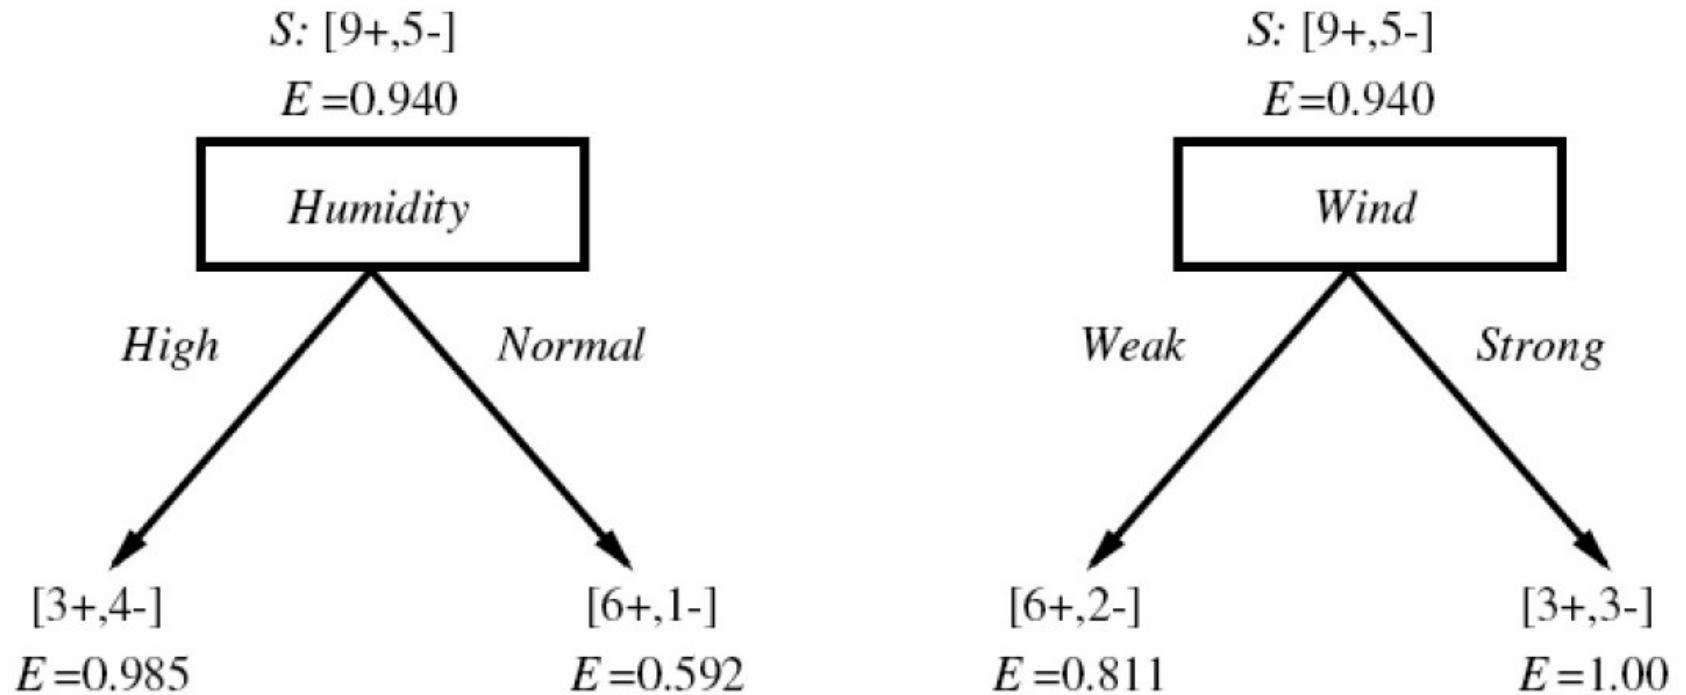 S: [9+,5-]
E =0.940
Humidity
High
Normal
[3+,4-]
E =0.985
[6+,1-]
E =0.592
S: [9+,5-]
E =0.940
Wind
Weak
Strong
[6+,2-]
E =0.811
[3+,3-]
E =1.00